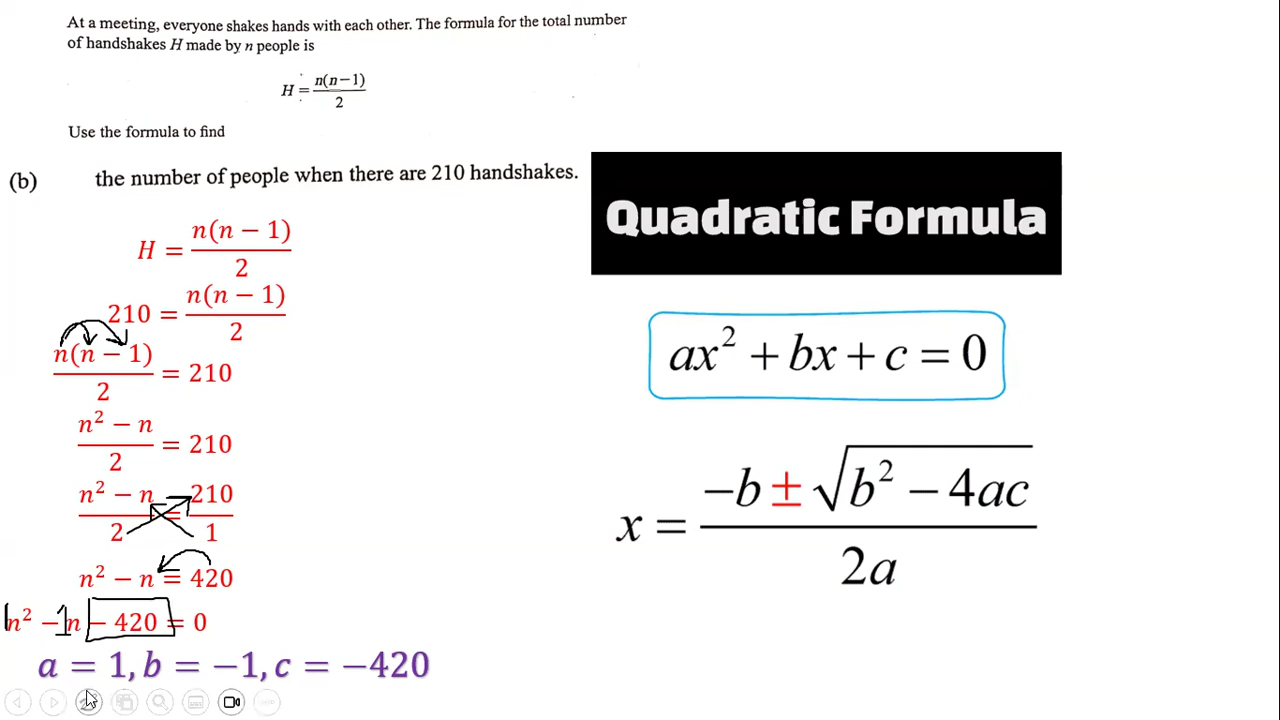 At a meeting, everyone shakes hands with each other. The formula for the total number
of handshakes H made by n people is
H = n(n−1)/2
Use the formula to find
(b) the number of people when there are 210 handshakes.
H = n(n − 1)/2
210 = n(n − 1)/2
n(n − 1)/2 = 210
n² − n/2 = 210
n² − n/2 = 210/1
n² − n = 420
1n² − 1n − 420 = 0
a = 1, b = −1, c = −420
Quadratic Formula
ax² + bx + c = 0
x = −b ± √b² − 4ac/2a